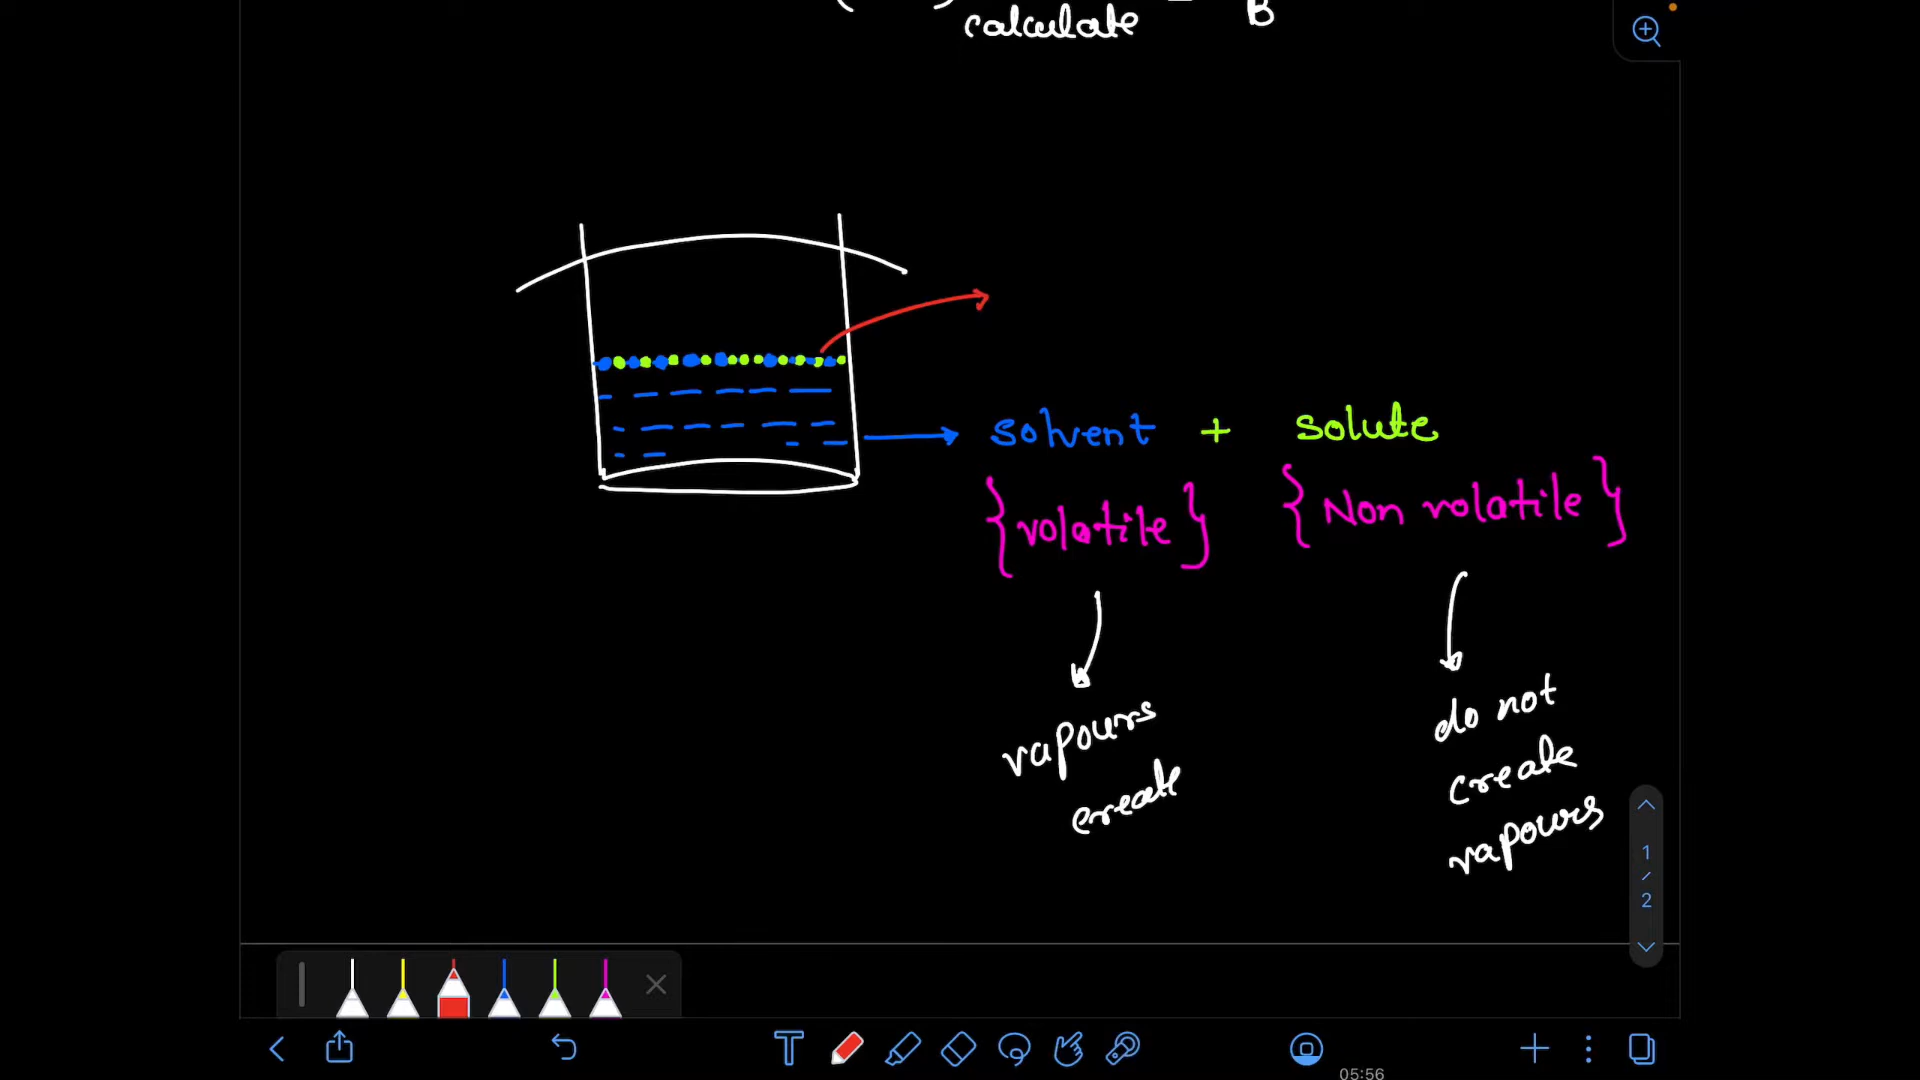 calculate B
solvent + solute
{volatile} {Non volatile}
vapours
create
do not
create
vapours
1
/
2
T
05:56